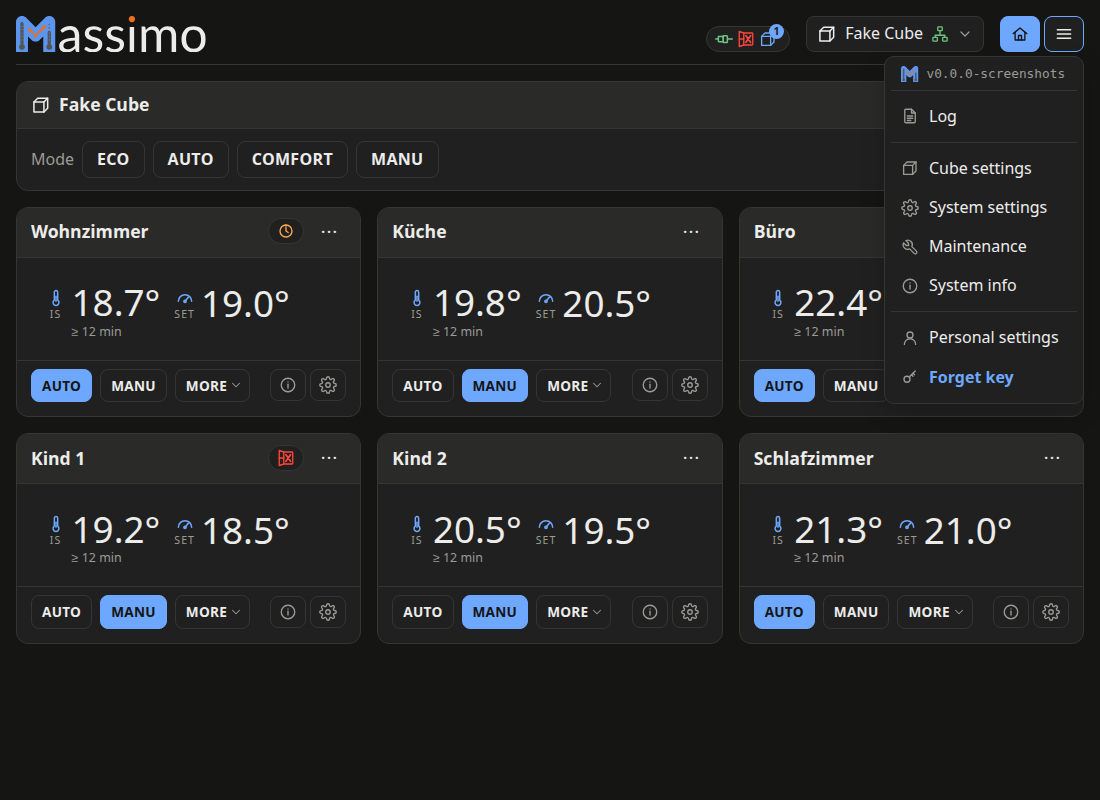 Massimo
1
Fake Cube
v0.0.0-screenshots
Log
Cube settings
System settings
Maintenance
System info
Personal settings
Forget key
Fake Cube
Mode ECO AUTO COMFORT MANU
Wohnzimmer ...
IS 18.7° SET 19.0°
≥ 12 min
AUTO MANU MORE
Küche ...
IS 19.8° SET 20.5°
≥ 12 min
AUTO MANU MORE
Büro
IS 22.4°
≥ 12 min
AUTO MANU
Kind 1 ...
IS 19.2° SET 18.5°
≥ 12 min
AUTO MANU MORE
Kind 2 ...
IS 20.5° SET 19.5°
≥ 12 min
AUTO MANU MORE
Schlafzimmer ...
IS 21.3° SET 21.0°
≥ 12 min
AUTO MANU MORE